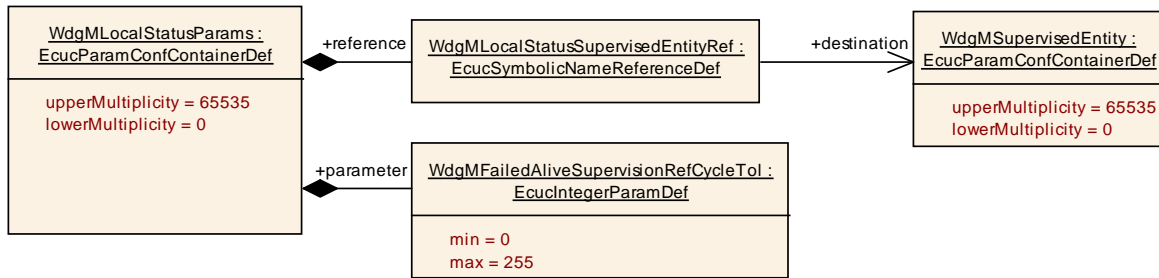 WdgMLocalStatusParams :
EcucParamConfContainerDef
upperMultiplicity = 65535
lowerMultiplicity = 0
+reference
WdgMLocalStatusSupervisedEntityRef :
EcucSymbolicNameReferenceDef
+destination
WdgMSupervisedEntity :
EcucParamConfContainerDef
upperMultiplicity = 65535
lowerMultiplicity = 0
+parameter
WdgMFailedAliveSupervisionRefCycleTol :
EcucIntegerParamDef
min = 0
max = 255